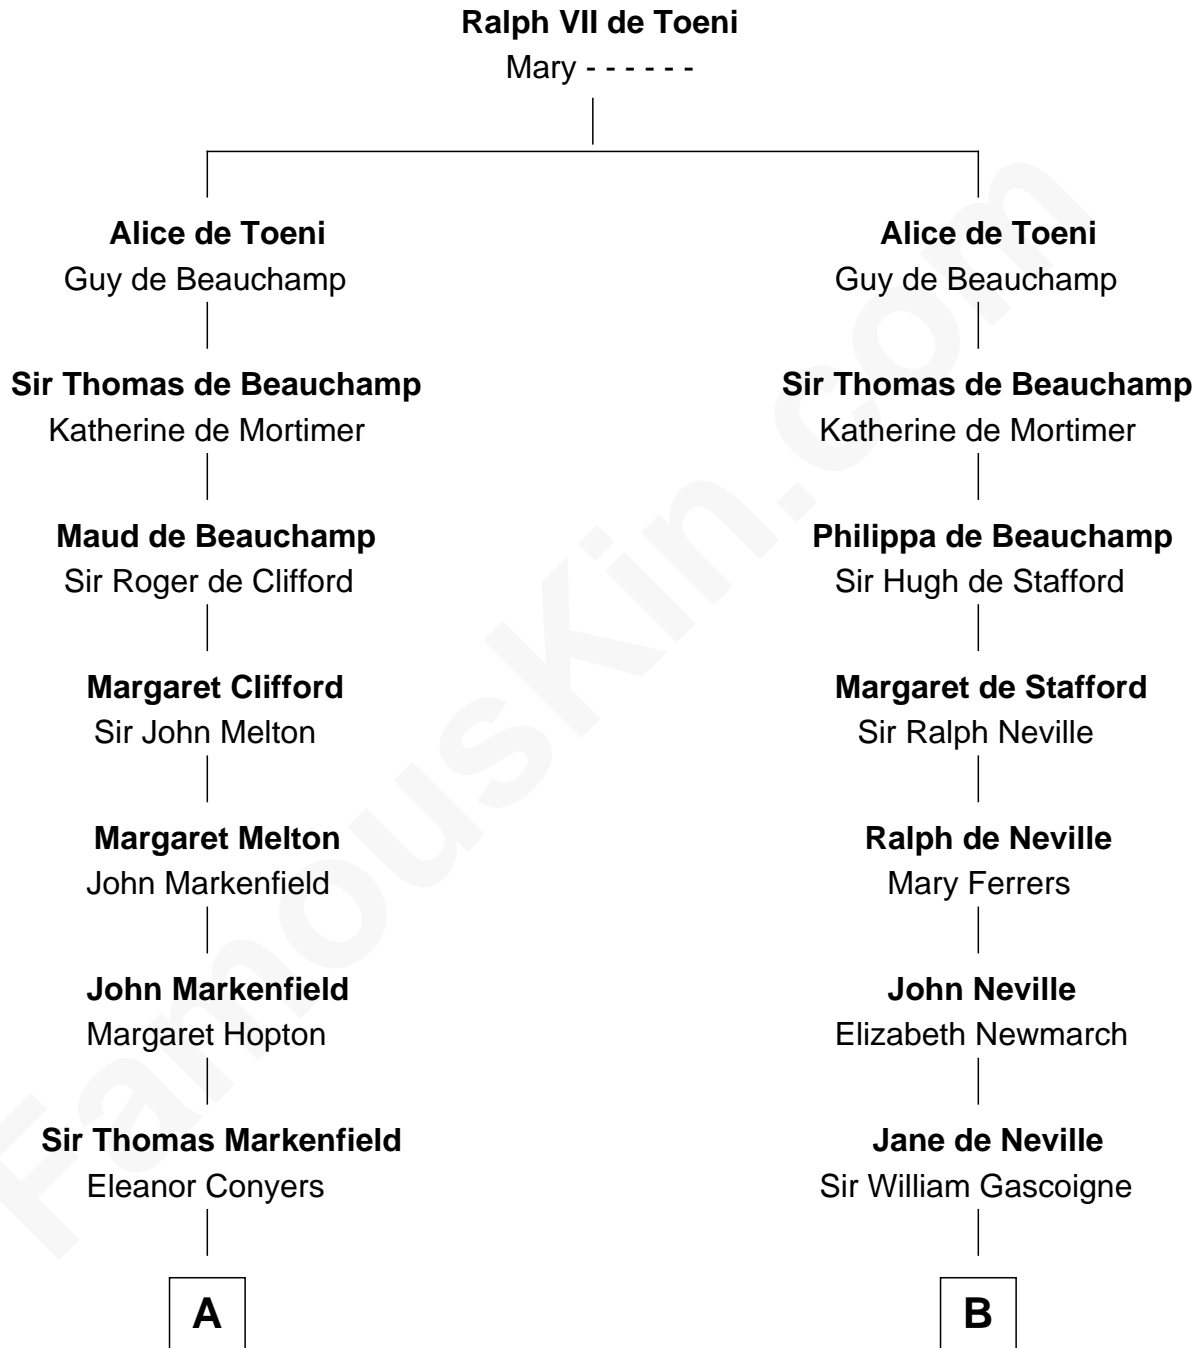 Ralph VII de Toeni
Mary - - - - - -
Alice de Toeni
Guy de Beauchamp
Sir Thomas de Beauchamp
Katherine de Mortimer
Maud de Beauchamp
Sir Roger de Clifford
Margaret Clifford
Sir John Melton
Margaret Melton
John Markenfield
John Markenfield
Margaret Hopton
Sir Thomas Markenfield
Eleanor Conyers
A
Alice de Toeni
Guy de Beauchamp
Sir Thomas de Beauchamp
Katherine de Mortimer
Philippa de Beauchamp
Sir Hugh de Stafford
Margaret de Stafford
Sir Ralph Neville
Ralph de Neville
Mary Ferrers
John Neville
Elizabeth Newmarch
Jane de Neville
Sir William Gascoigne
B
FamousKin.com